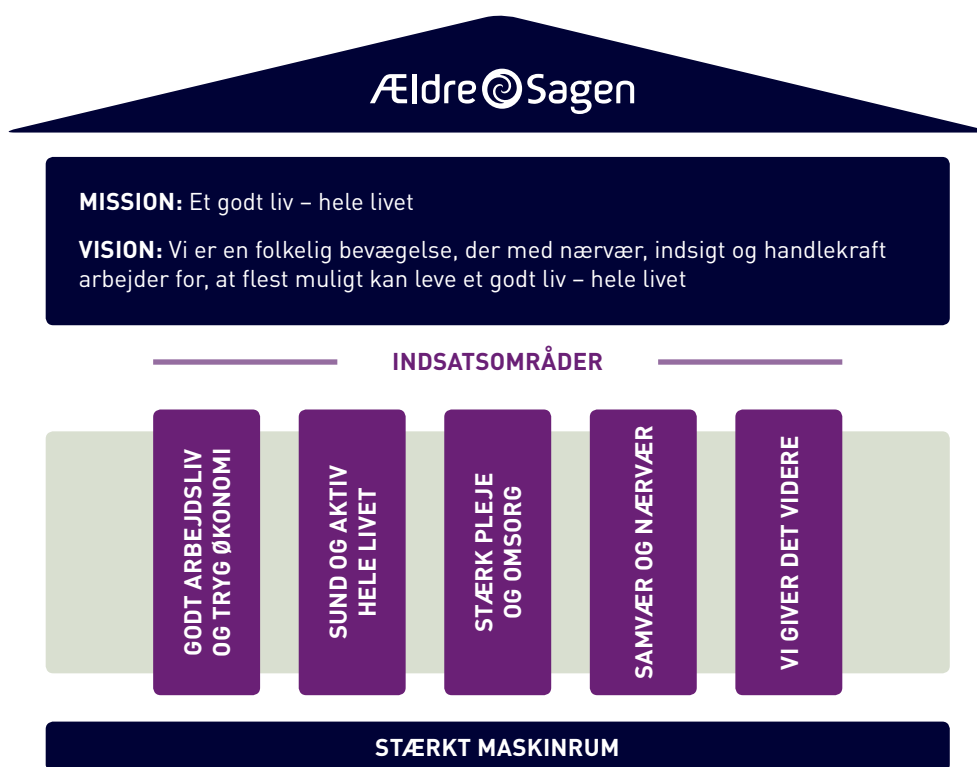 Ældre Sagen
MISSION: Et godt liv – hele livet
VISION: Vi er en folkelig bevægelse, der med nærvær, indsigt og handlekraft
arbejder for, at flest muligt kan leve et godt liv – hele livet
INDSATSOMRÅDER
GODT ARBEJDSLIV
OG TRYG ØKONOMI
SUND OG AKTIV
HELE LIVET
STÆRK PLEJE
OG OMSORG
SAMVÆR OG NÆRVÆR
VI GIVER DET VIDERE
STÆRKT MASKINRUM